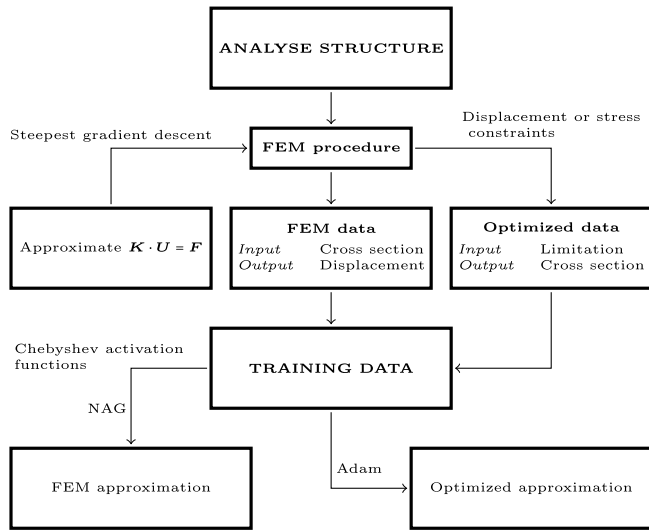 ANALYSE STRUCTURE
Steepest gradient descent
Displacement or stress
constraints
FEM procedure
Approximate K · U = F
FEM data
Input Cross section
Output Displacement
Optimized data
Input Limitation
Output Cross section
Chebyshev activation
functions
TRAINING DATA
NAG
Adam
FEM approximation
Optimized approximation